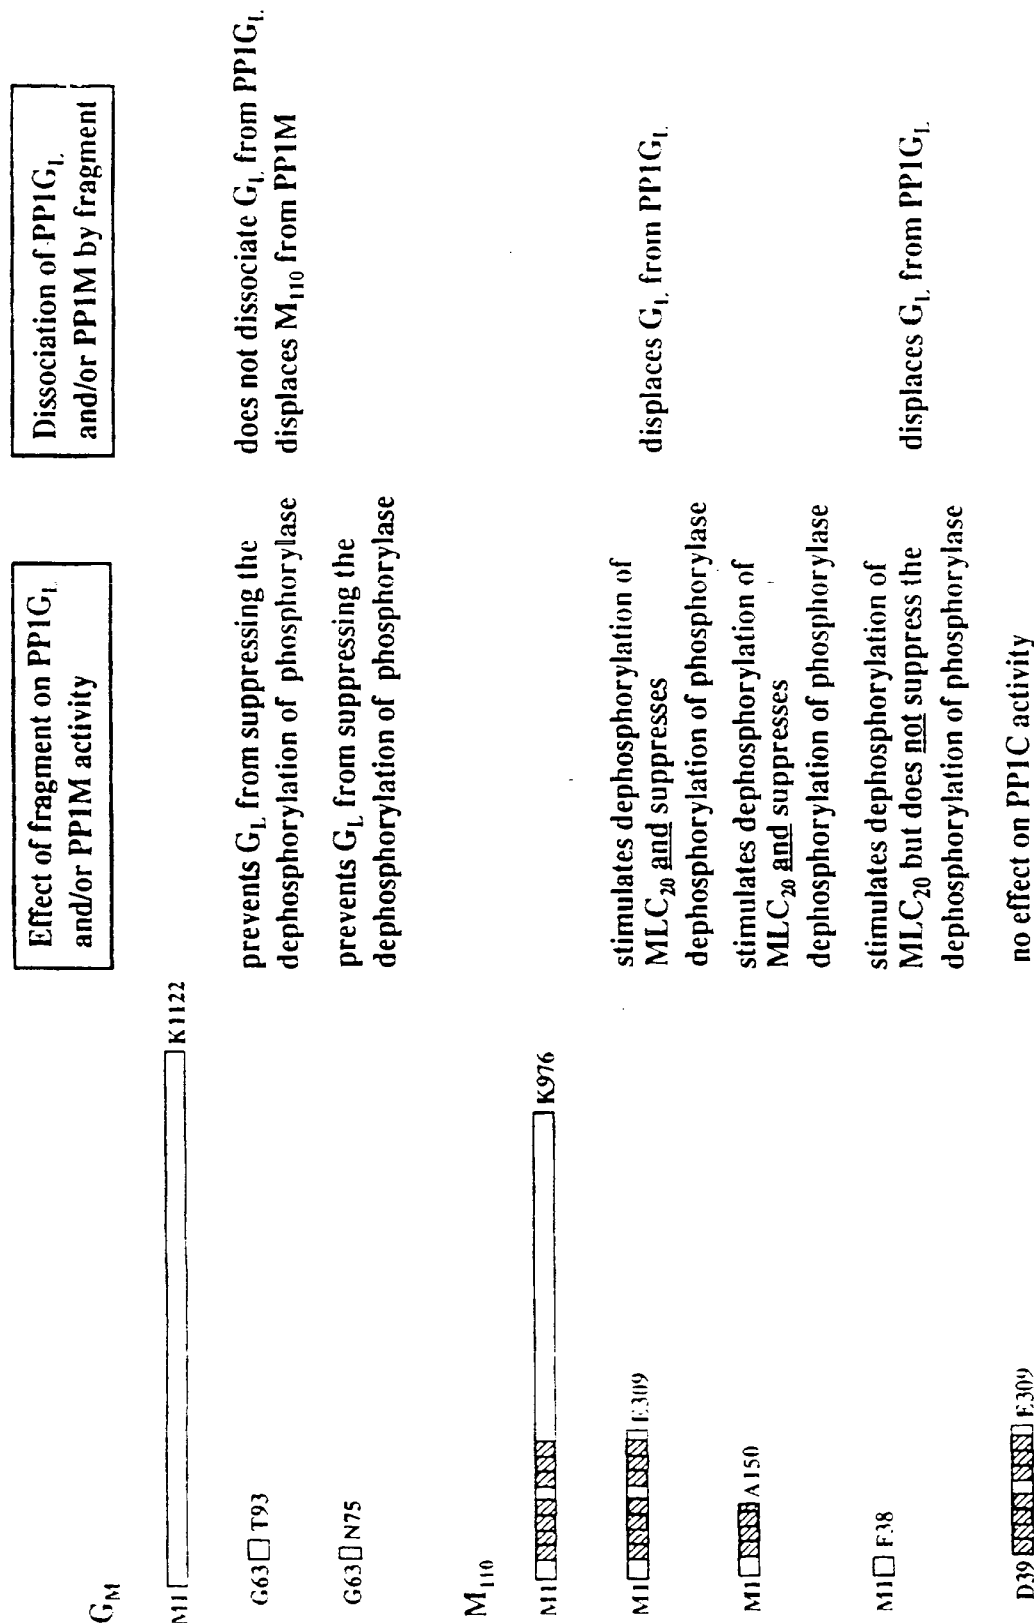 Effect of fragment on PP1G_L
and/or PP1M activity
Dissociation of PP1G_L
and/or PP1M by fragment
G_M
M1 K1122
G63 T93
prevents G_L from suppressing the
dephosphorylation of phosphorylase
does not dissociate G_L from PP1G_L
displaces M_110 from PP1M
G63 N75
prevents G_L from suppressing the
dephosphorylation of phosphorylase
M_110
M1 K976
M1 E309
stimulates dephosphorylation of
MLC_20 and suppresses
dephosphorylation of phosphorylase
displaces G_L from PP1G_L
M1 A150
stimulates dephosphorylation of
MLC_20 and suppresses
dephosphorylation of phosphorylase
M1 F38
stimulates dephosphorylation of
MLC_20 but does not suppress the
dephosphorylation of phosphorylase
displaces G_L from PP1G_L
D39 E309
no effect on PP1C activity